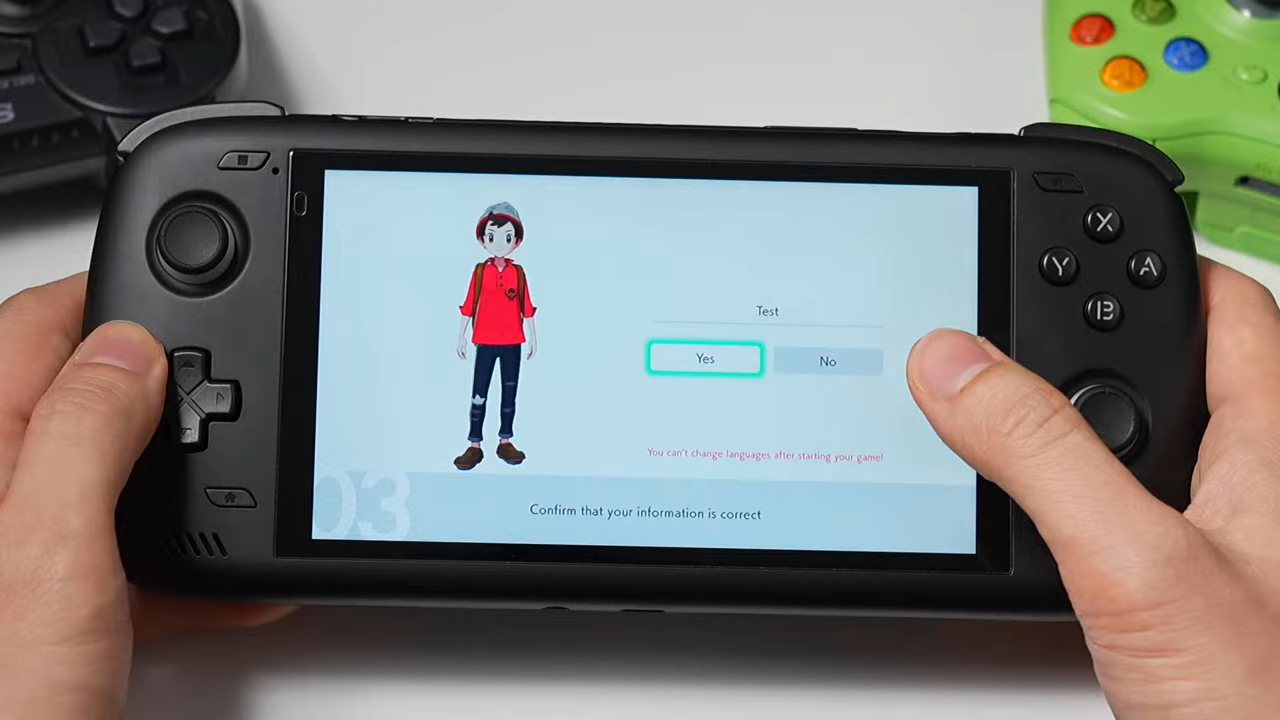 X
Y
A
B
Test
Yes
No
You can't change languages after starting your game!
03
Confirm that your information is correct